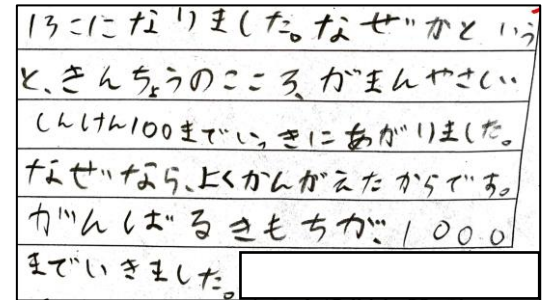 13こになりました。なぜかという
と、きんちょうのこころ、がまんやさしい
しんけん100までいっきにあがりました。
なぜなら、よくかんがえたからです。
がんばるきもちが、1000
までいきました。